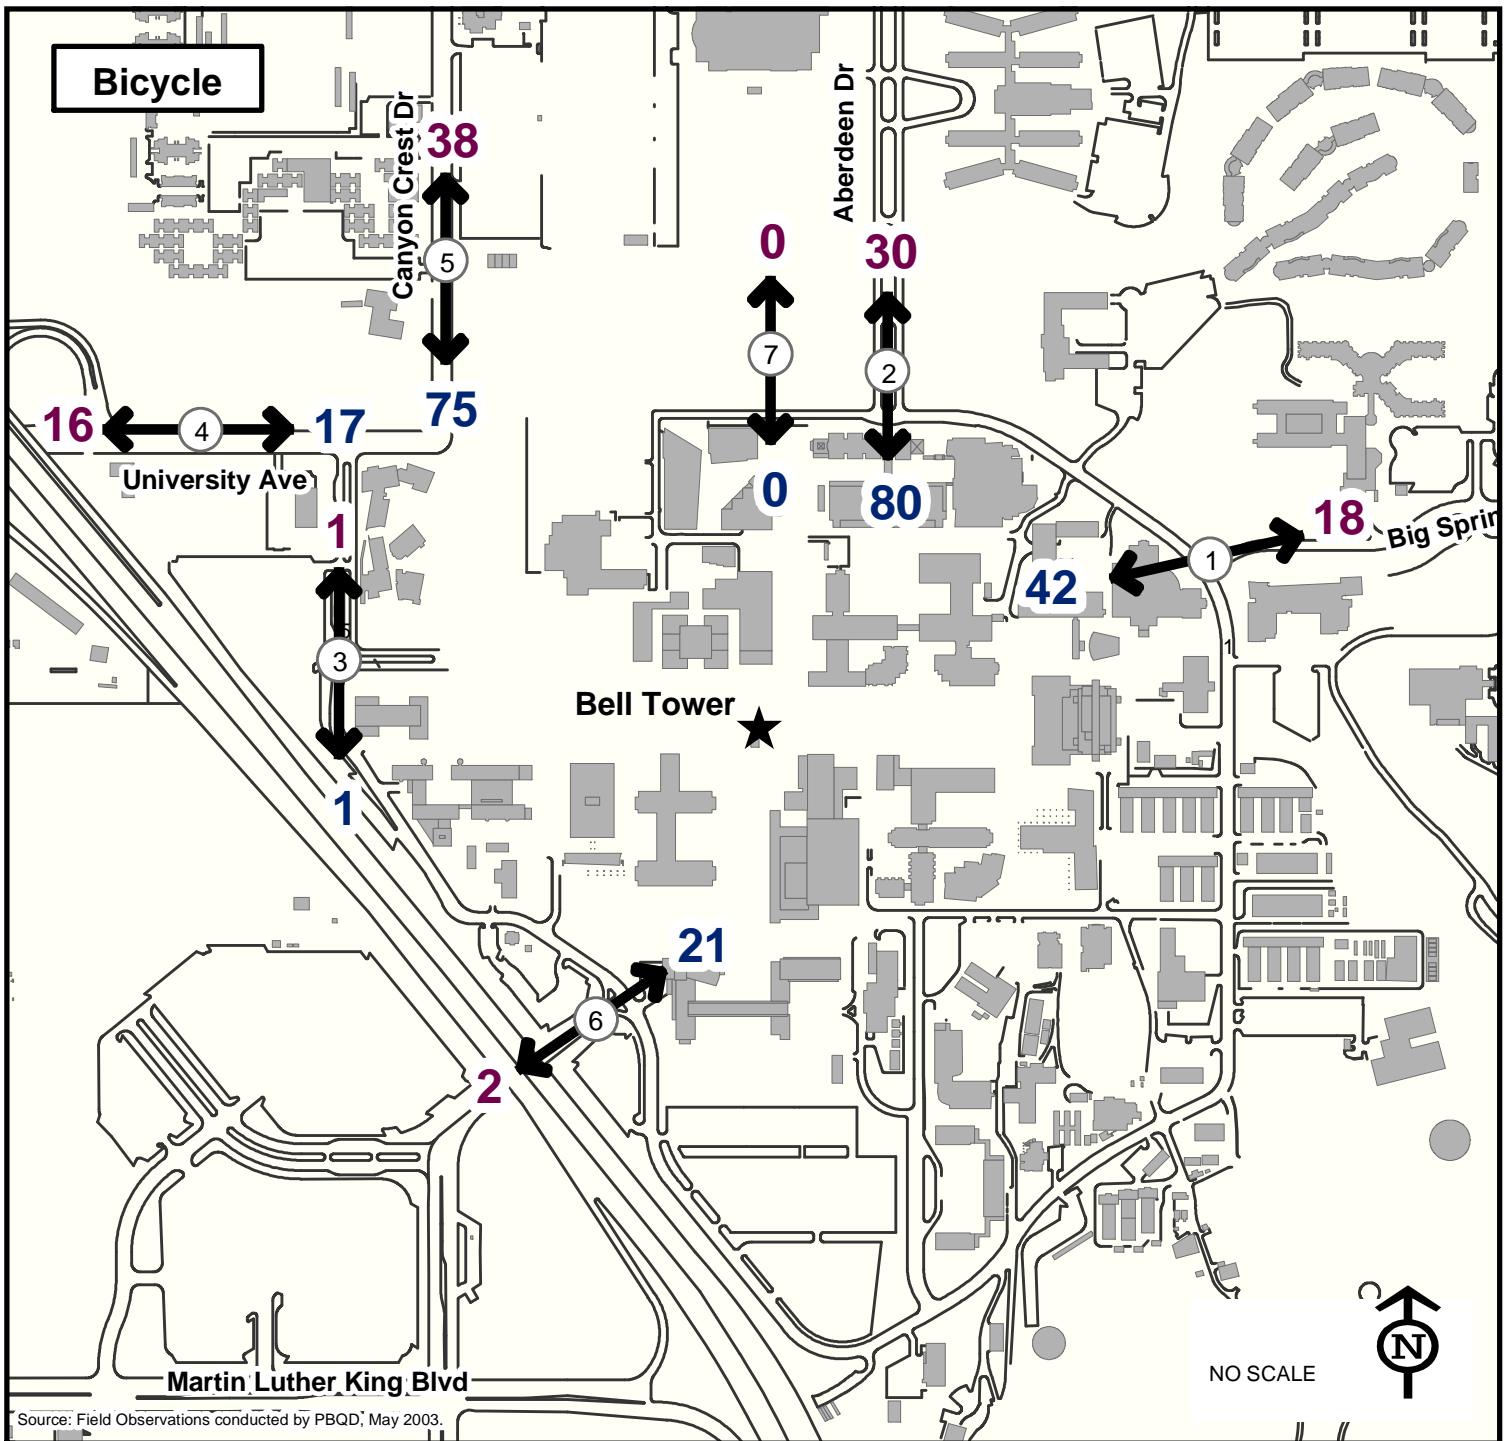 Bicycle
Canyon Crest Dr
38
5
75
Aberdeen Dr
0
30
7
2
0
80
16
4
17
University Ave
1
3
1
18
Big Sprin
1
42
1
Bell Tower
21
6
2
Martin Luther King Blvd
Source: Field Observations conducted by PBQD, May 2003.
NO SCALE
N